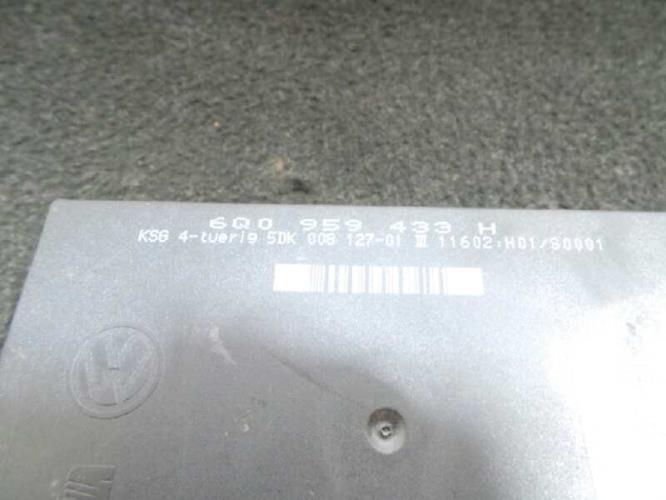 6Q0 959 433 H
KSG 4-tuerig 5DK 008 127-01 III 11602:H01/S0001